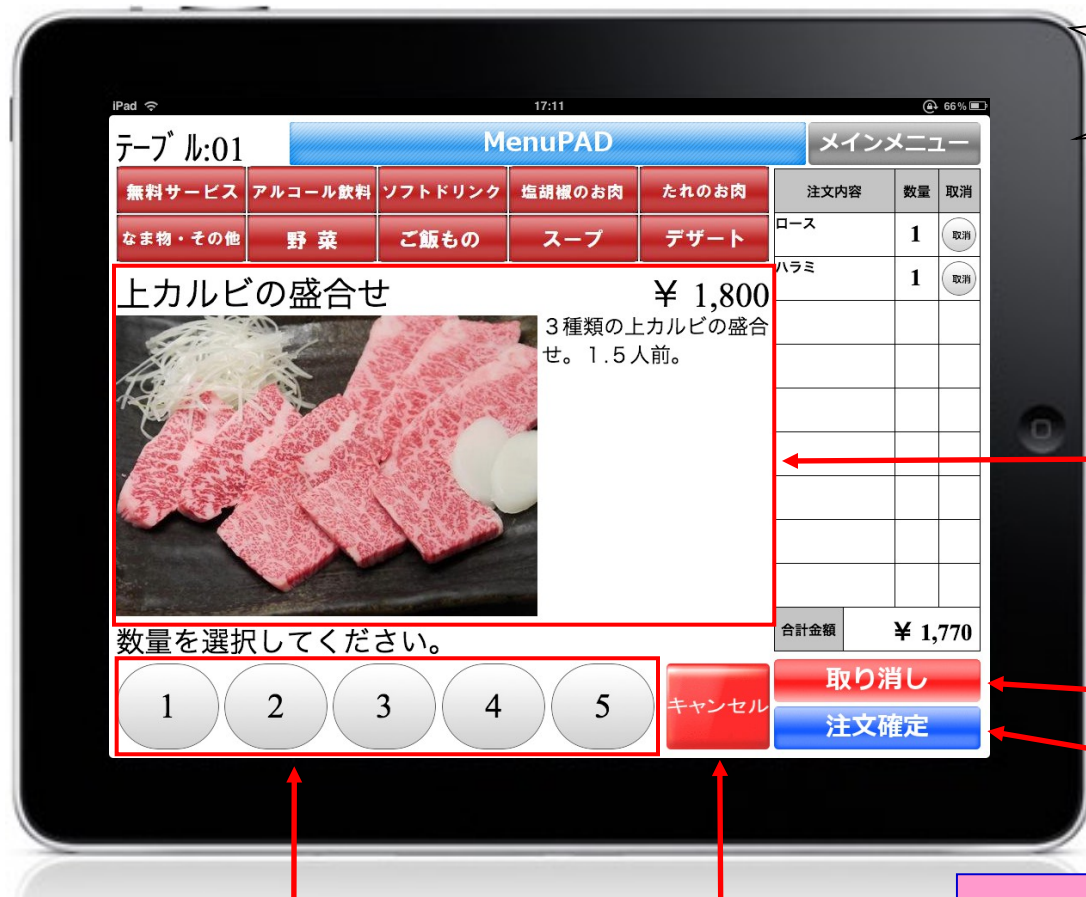 iPad 17:11 66%
テーブル:01 MenuPAD メインメニュー
無料サービス アルコール飲料 ソフトドリンク 塩胡椒のお肉 たれのお肉
なま物・その他 野菜 ご飯もの スープ デザート
注文内容 数量 取消
ロース 1 取消
ハラミ 1 取消
上カルビの盛合せ ¥ 1,800
3種類の上カルビの盛合
せ。1.5人前。
合計金額 ¥ 1,770
数量を選択してください。
1 2 3 4 5 キャンセル
取り消し
注文確定